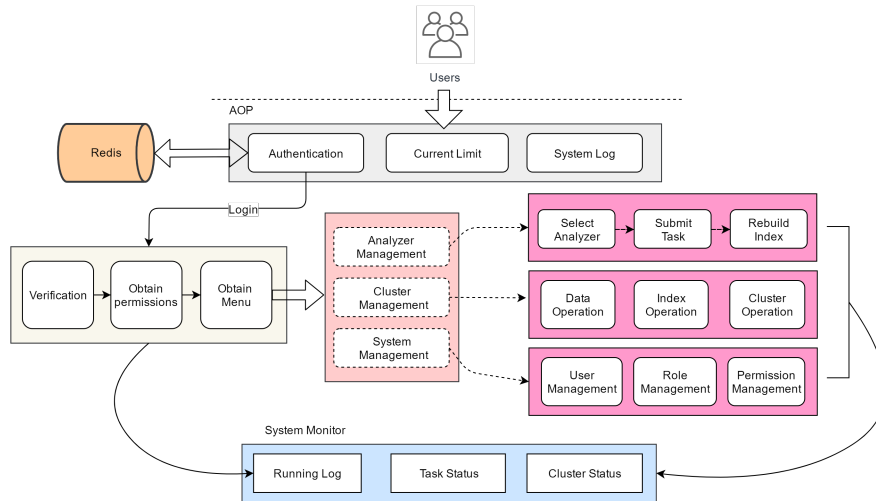 Users
AOP
Redis
Authentication
Current Limit
System Log
Login
Verification
Obtain
permissions
Obtain
Menu
Analyzer
Management
Cluster
Management
System
Management
Select
Analyzer
Submit
Task
Rebuild
Index
Data
Operation
Index
Operation
Cluster
Operation
User
Management
Role
Management
Permission
Management
System Monitor
Running Log
Task Status
Cluster Status